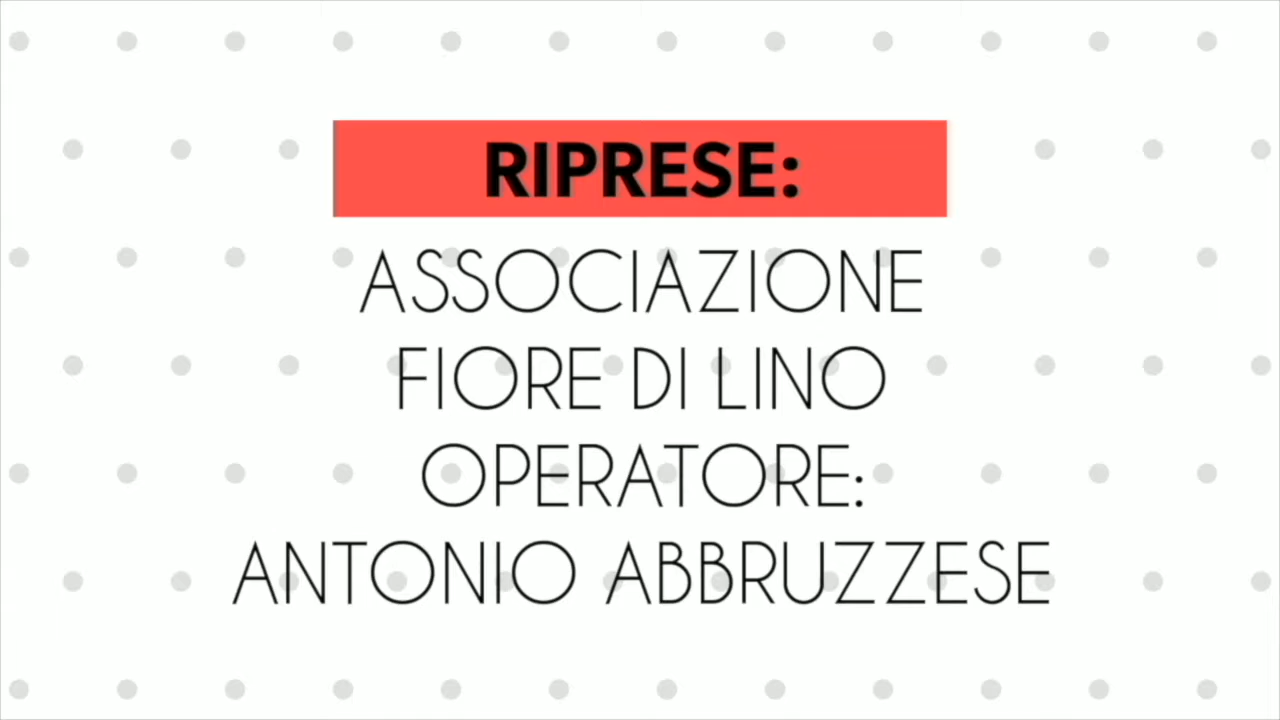 RIPRESE:
ASSOCIAZIONE
FIORE DI LINO
OPERATORE:
ANTONIO ABBRUZZESE